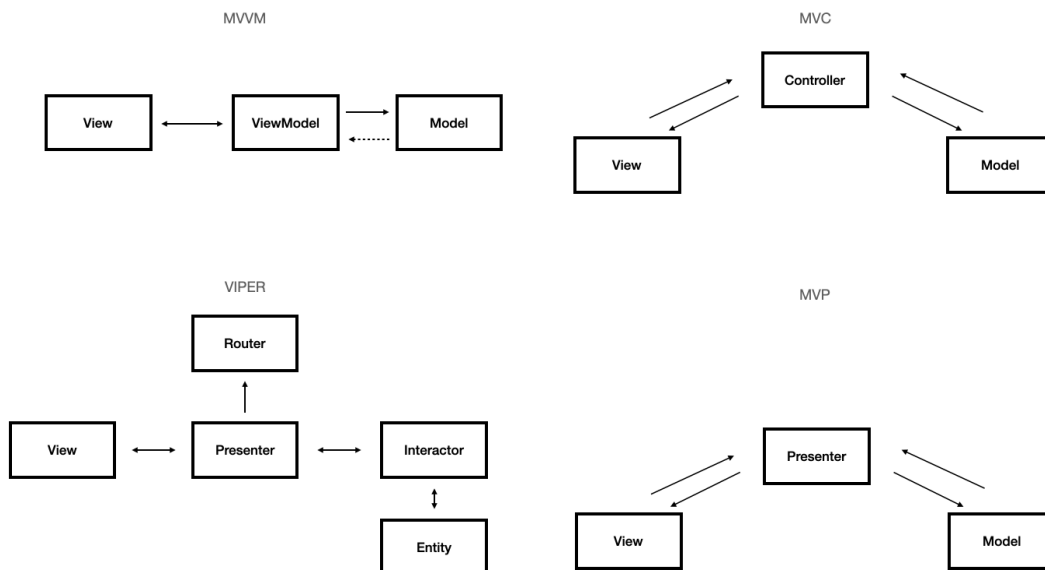 MVVM
View
ViewModel
Model
MVC
Controller
View
Model
VIPER
Router
View
Presenter
Interactor
Entity
MVP
Presenter
View
Model